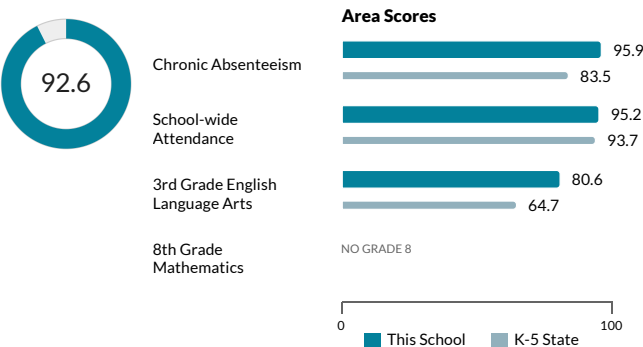 Area Scores
92.6
Chronic Absenteeism
95.9
83.5
School-wide
Attendance
95.2
93.7
3rd Grade English
Language Arts
80.6
64.7
8th Grade
Mathematics
NO GRADE 8
0
100
This School
K-5 State